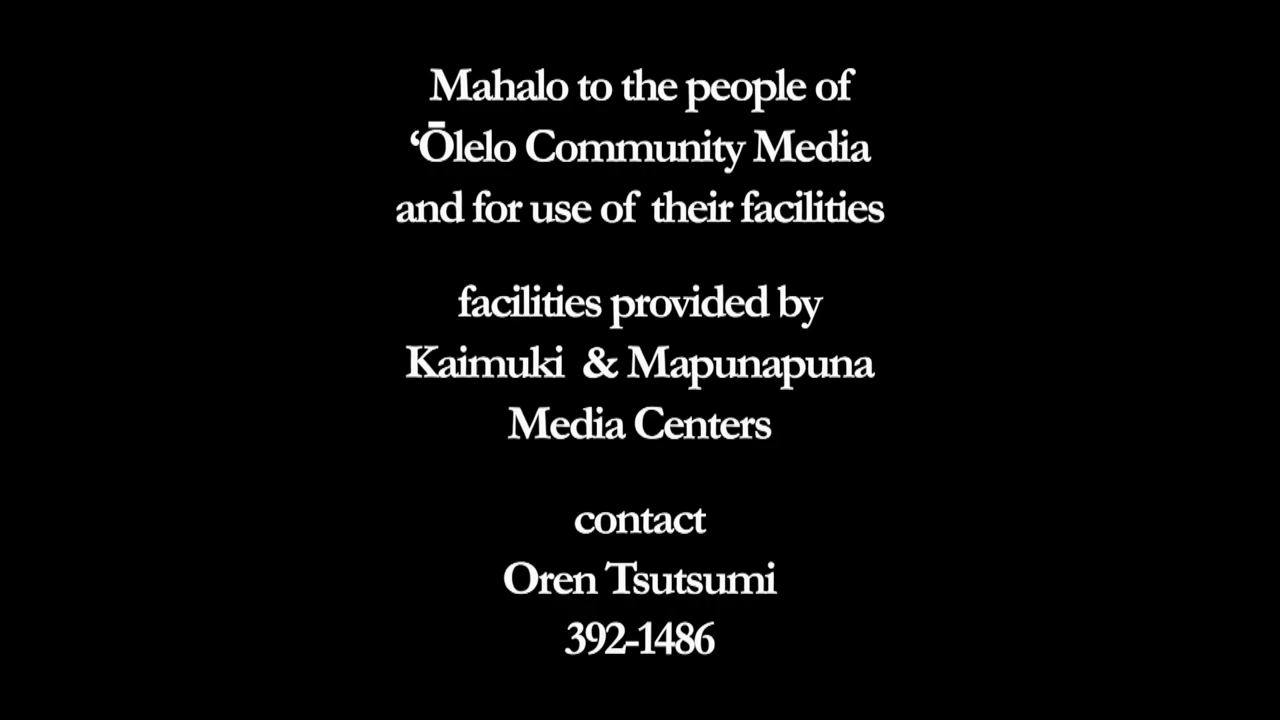 Mahalo to the people of
‘Ōlelo Community Media
and for use of their facilities
facilities provided by
Kaimuki & Mapunapuna
Media Centers
contact
Oren Tsutsumi
392-1486